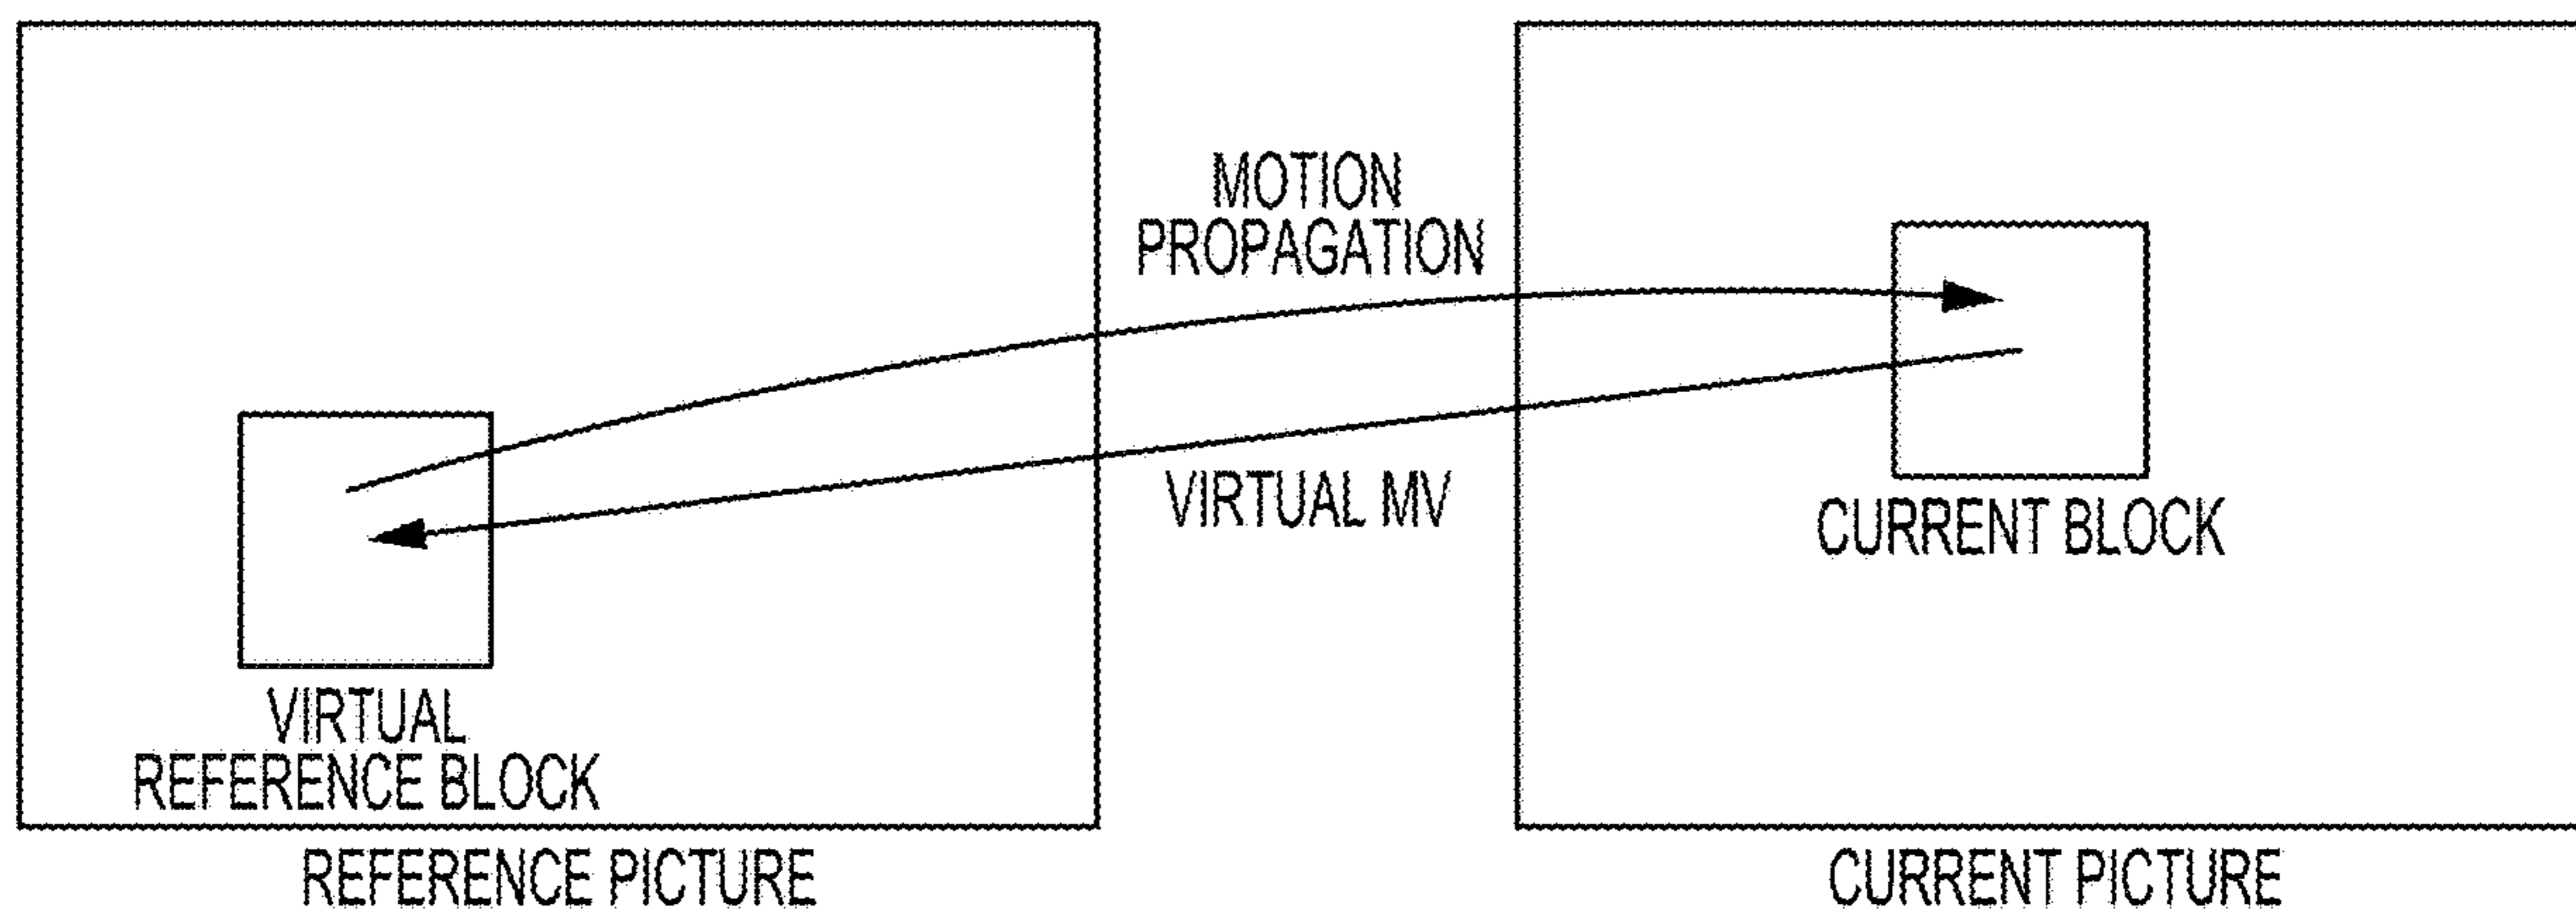 MOTION
PROPAGATION
VIRTUAL MV
CURRENT BLOCK
VIRTUAL
REFERENCE BLOCK
REFERENCE PICTURE
CURRENT PICTURE